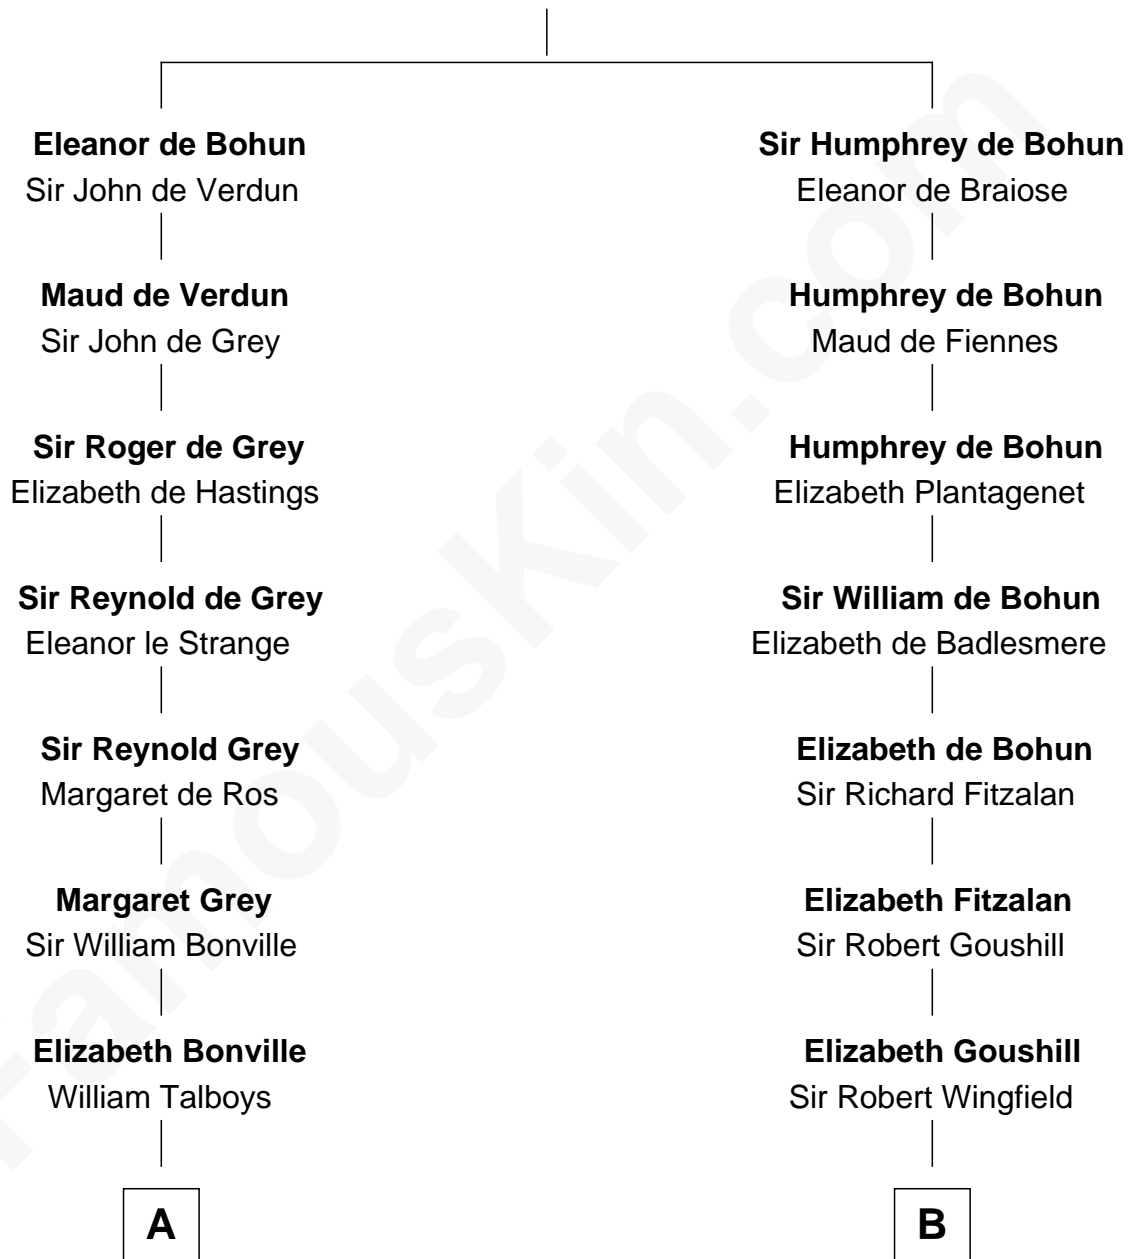 Eleanor de Bohun
Sir John de Verdun
Maud de Verdun
Sir John de Grey
Sir Roger de Grey
Elizabeth de Hastings
Sir Reynold de Grey
Eleanor le Strange
Sir Reynold Grey
Margaret de Ros
Margaret Grey
Sir William Bonville
Elizabeth Bonville
William Talboys
A
Sir Humphrey de Bohun
Eleanor de Braiose
Humphrey de Bohun
Maud de Fiennes
Humphrey de Bohun
Elizabeth Plantagenet
Sir William de Bohun
Elizabeth de Badlesmere
Elizabeth de Bohun
Sir Richard Fitzalan
Elizabeth Fitzalan
Sir Robert Goushill
Elizabeth Goushill
Sir Robert Wingfield
B
FamousKin.com